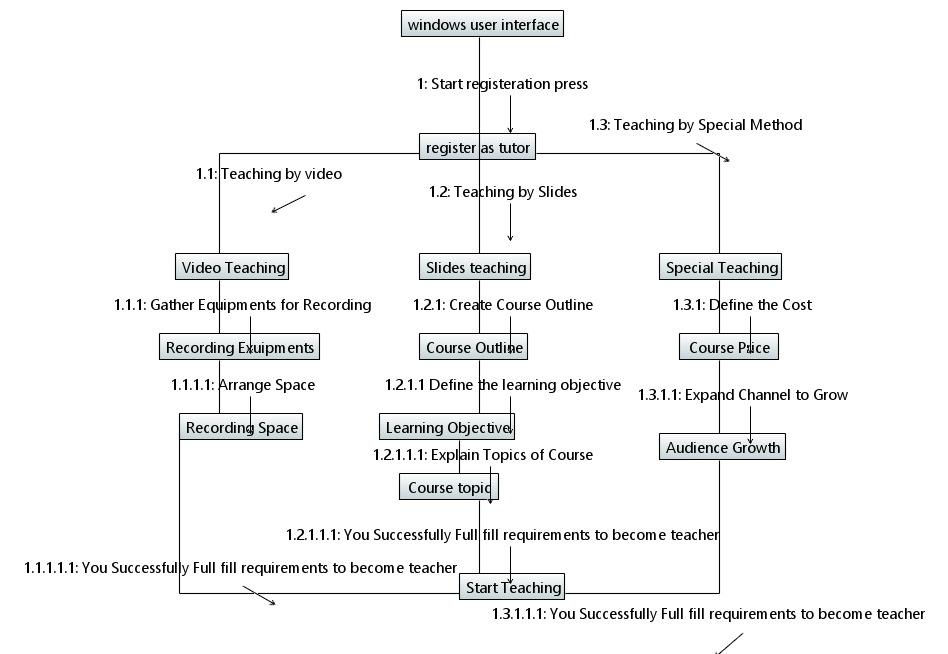 windows user interface
1: Start registeration press
1.3: Teaching by Special Method
register as tutor
1.1: Teaching by video
1.2: Teaching by Slides
Video Teaching
Slides teaching
Special Teaching
1.1.1: Gather Equipments for Recording
1.2.1: Create Course Outline
1.3.1: Define the Cost
Recording Exuipments
Course Outline
Course Price
1.1.1.1: Arrange Space
1.2.1.1 Define the learning objective
1.3.1.1: Expand Channel to Grow
Recording Space
Learning Objective
Audience Growth
1.2.1.1.1: Explain Topics of Course
Course topic
1.2.1.1.1: You Successfully Full fill requirements to become teacher
1.1.1.1.1: You Successfully Full fill requirements to become teacher
Start Teaching
1.3.1.1.1: You Successfully Full fill requirements to become teacher